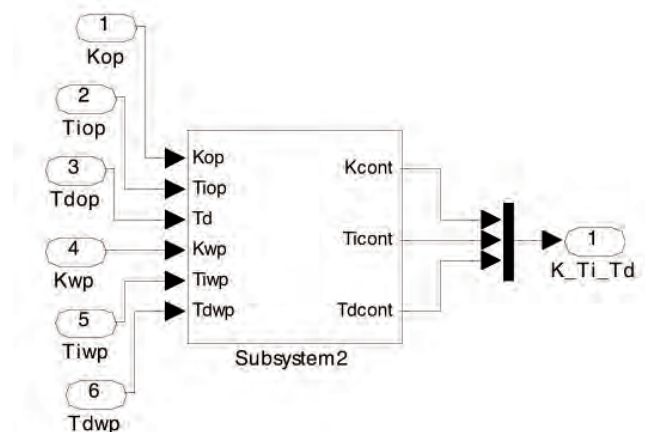 1
Kop
2
Tiop
3
Tdop
4
Kwp
5
Tiwp
6
Tdwp
Kop
Tiop
Td
Kwp
Tiwp
Tdwp
Kcont
Ticont
Tdcont
Subsystem2
1
K_Ti_Td